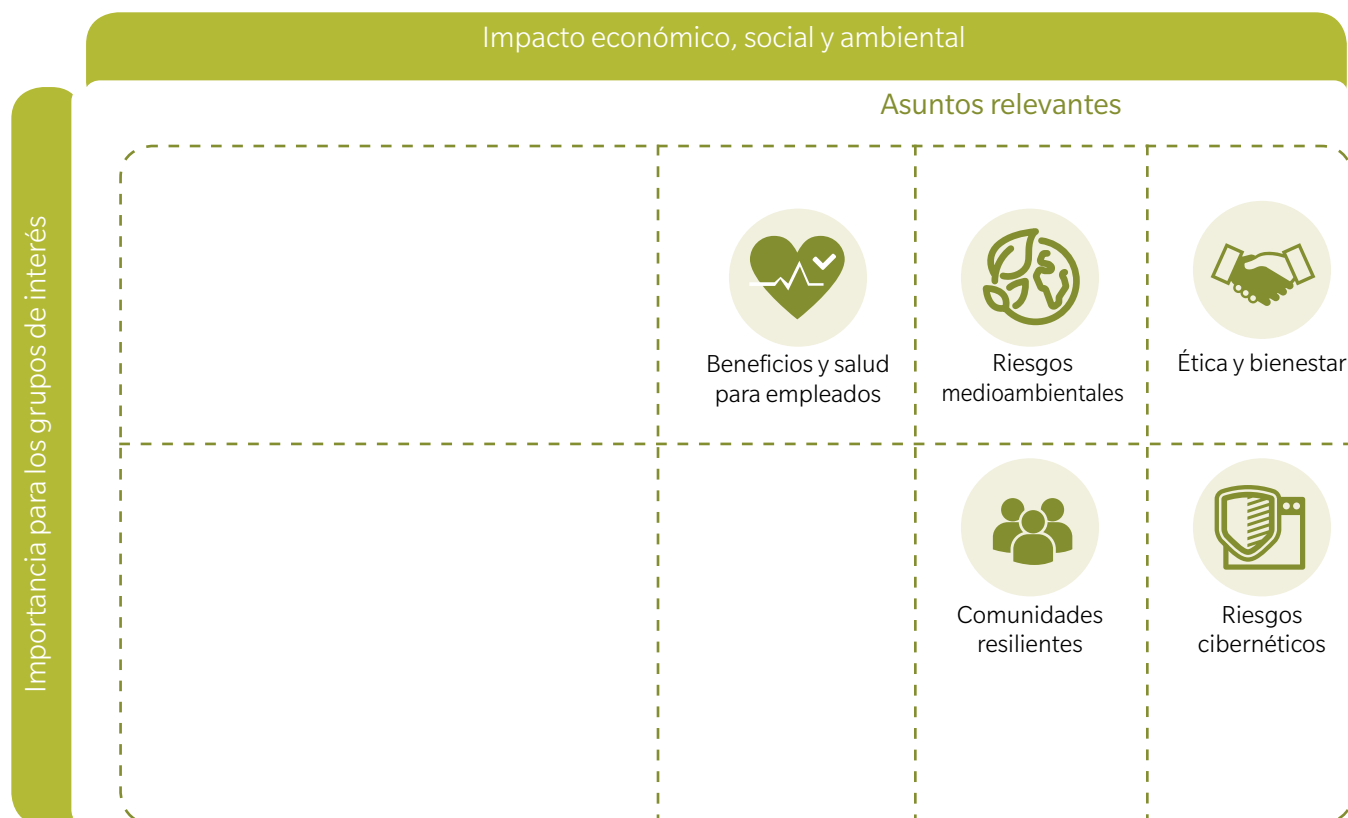 Impacto económico, social y ambiental
Importancia para los grupos de interés
Asuntos relevantes
Beneficios y salud
para empleados
Riesgos
medioambientales
Ética y bienestar
Comunidades
resilientes
Riesgos
cibernéticos